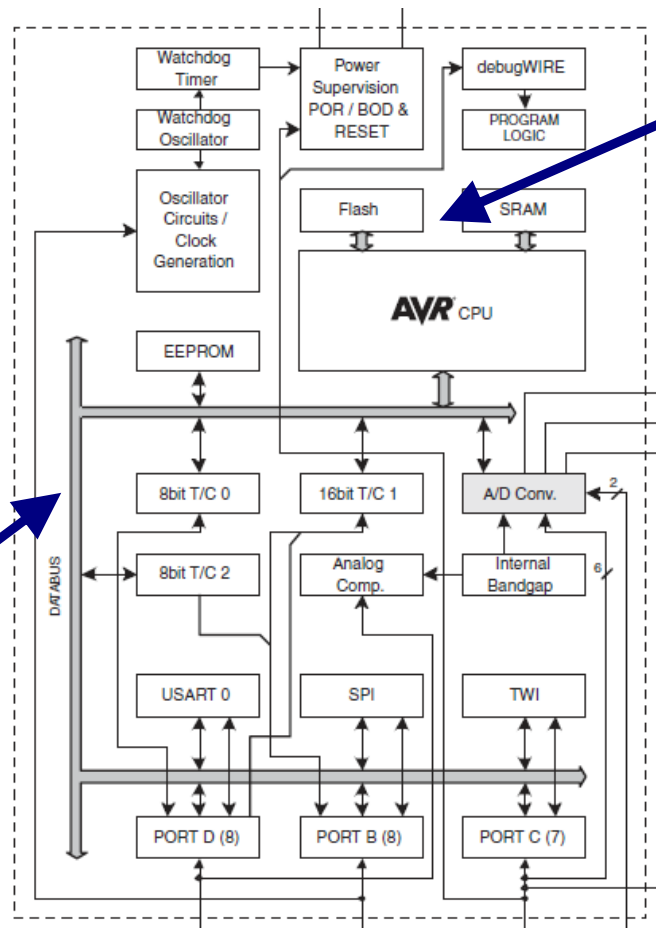 Watchdog
Timer
Power
Supervision
POR / BOD &
RESET
debugWIRE
Watchdog
Oscillator
PROGRAM
LOGIC
Oscillator
Circuits /
Clock
Generation
Flash
SRAM
AVR CPU
EEPROM
8bit T/C 0
16bit T/C 1
A/D Conv.
2
DATABUS
8bit T/C 2
Analog
Comp.
Internal
Bandgap
6
USART 0
SPI
TWI
PORT D (8)
PORT B (8)
PORT C (7)